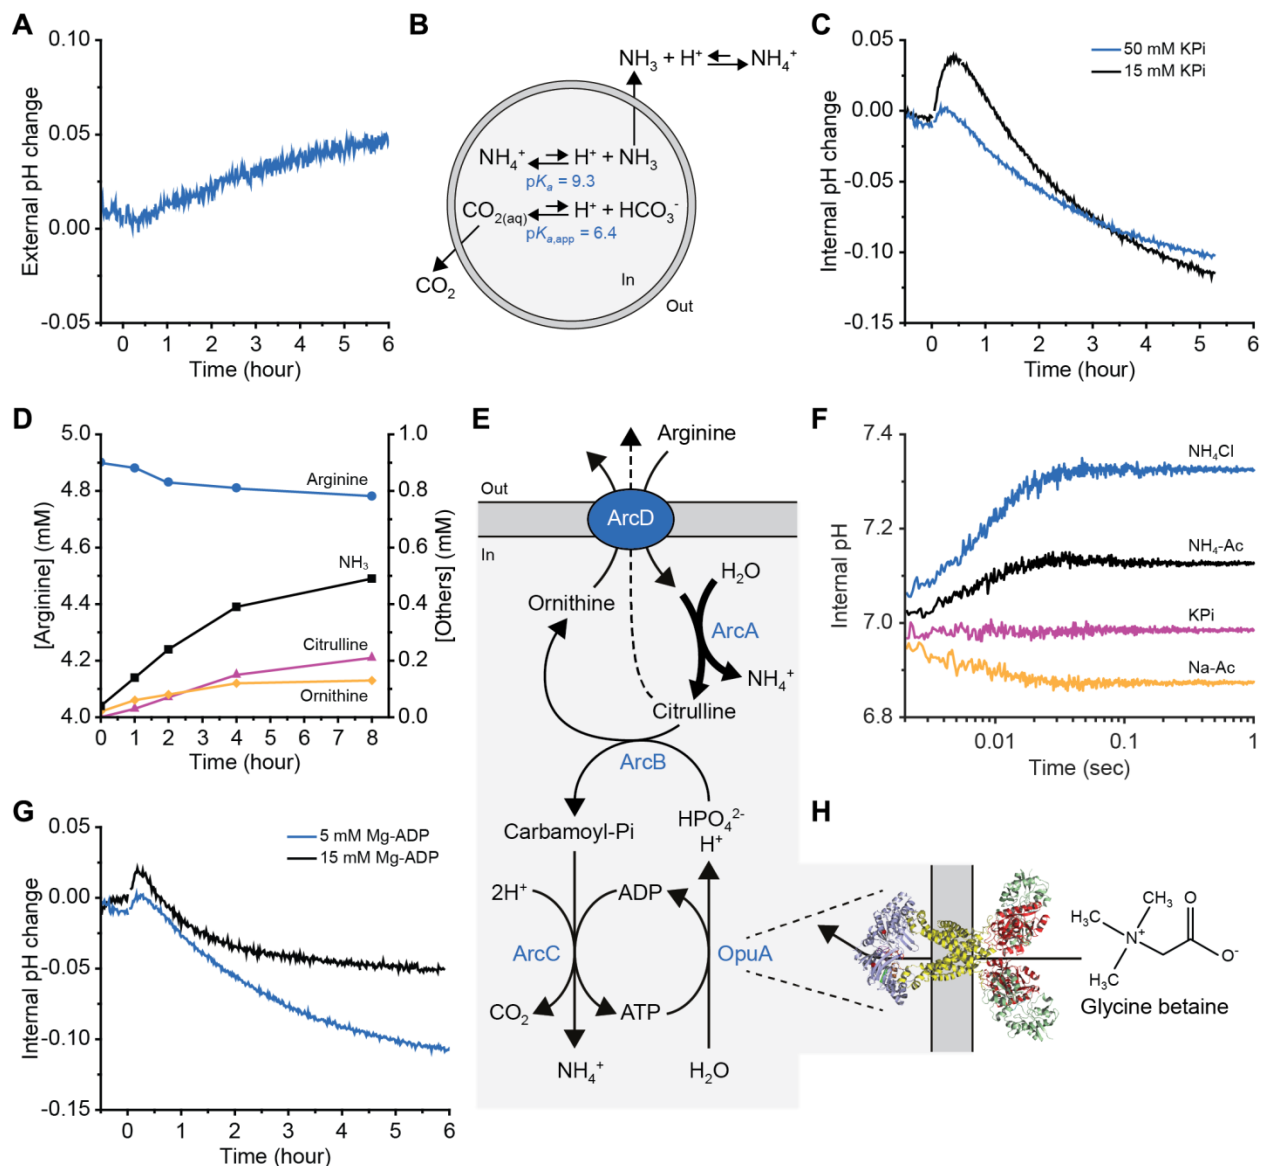 A
0.10
0.05
0.00
-0.05
External pH change
0 1 2 3 4 5 6
Time (hour)
B
NH₃ + H⁺ ⇌ NH₄⁺
NH₄⁺ ⇌ H⁺ + NH₃
pKₐ = 9.3
CO₂(aq) ⇌ H⁺ + HCO₃⁻
pKₐ,app = 6.4
CO₂
In
Out
C
0.05
0.00
-0.05
-0.10
-0.15
Internal pH change
50 mM KPi
15 mM KPi
0 1 2 3 4 5 6
Time (hour)
D
5.0
4.8
4.6
4.4
4.2
4.0
[Arginine] (mM)
1.0
0.8
0.6
0.4
0.2
0.0
[Others] (mM)
Arginine
NH₃
Citrulline
Ornithine
0 1 2 3 4 5 6 7 8
Time (hour)
E
Arginine
Out
ArcD
In
H₂O
Ornithine
ArcA
NH₄⁺
Citrulline
ArcB
Carbamoyl-Pi
HPO₄²⁻
H⁺
2H⁺
ADP
ArcC
OpuA
CO₂
ATP
NH₄⁺
H₂O
F
7.4
7.2
7.0
6.8
Internal pH
NH₄Cl
NH₄-Ac
KPi
Na-Ac
0.01 0.1 1
Time (sec)
G
0.05
0.00
-0.05
-0.10
-0.15
Internal pH change
5 mM Mg-ADP
15 mM Mg-ADP
0 1 2 3 4 5 6
Time (hour)
H
H₃C
CH₃
O
N⁺
O⁻
H₃C
Glycine betaine